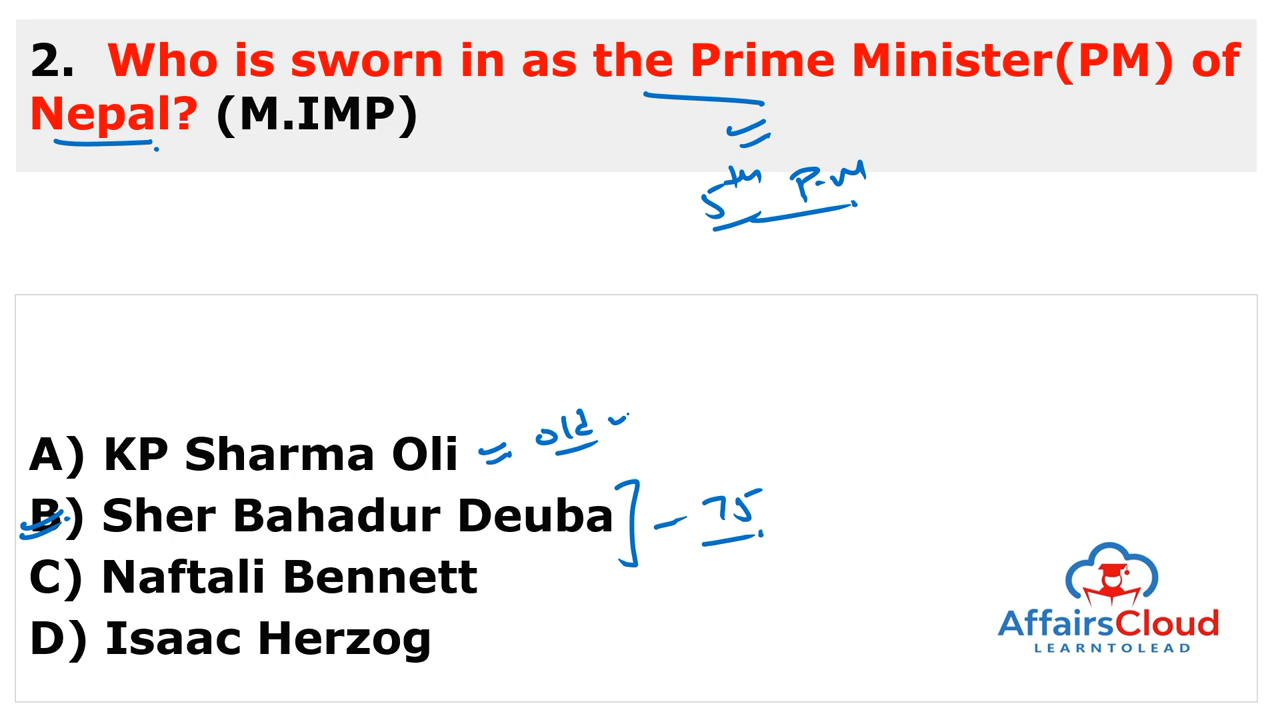 2. Who is sworn in as the Prime Minister(PM) of
Nepal? (M.IMP)
5th P.M
A) KP Sharma Oli = old
B) Sher Bahadur Deuba - 75
C) Naftali Bennett
D) Isaac Herzog
AffairsCloud
LEARNTOLEAD